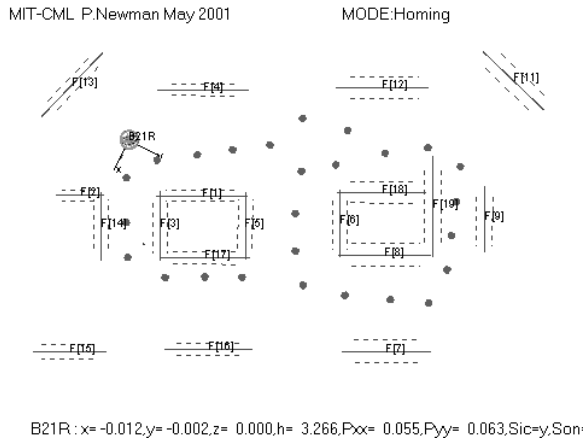 MIT-CML P.Newman May 2001 MODE:Homing
F[13] F[4] F[12] F[11]
B21R
y
x
F[2] F[1] F[18]
F[14] F[3] F[5] F[6] F[19] F[9]
F[17] F[8]
F[15] F[16] F[7]
B21R : x= -0.012,y= -0.002,z= 0.000,h= 3.266,Pxx= 0.055,Pyy= 0.063,Sic=y,Son=